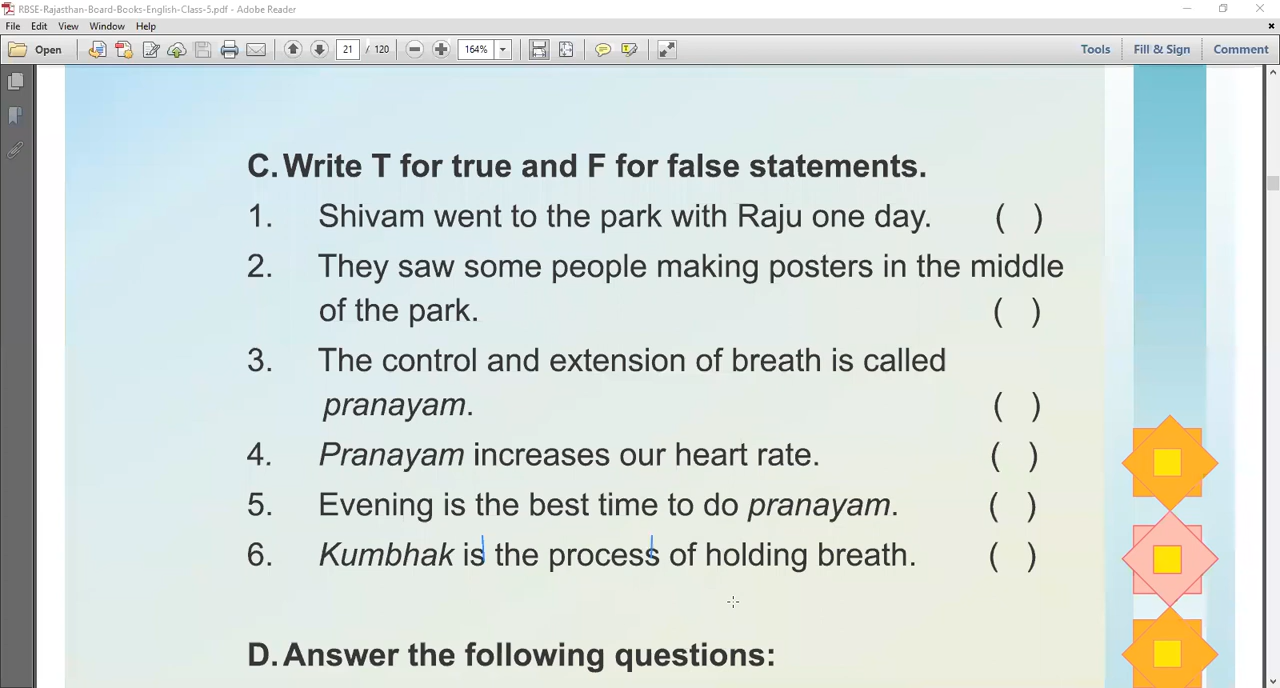 RBSE-Rajasthan-Board-Books-English-Class-5.pdf - Adobe Reader
File Edit View Window Help
Open 21 / 120 164% Tools Fill & Sign Comment
C. Write T for true and F for false statements.
1. Shivam went to the park with Raju one day. ( )
2. They saw some people making posters in the middle
of the park. ( )
3. The control and extension of breath is called
pranayam. ( )
4. Pranayam increases our heart rate. ( )
5. Evening is the best time to do pranayam. ( )
6. Kumbhak is the process of holding breath. ( )
D. Answer the following questions: